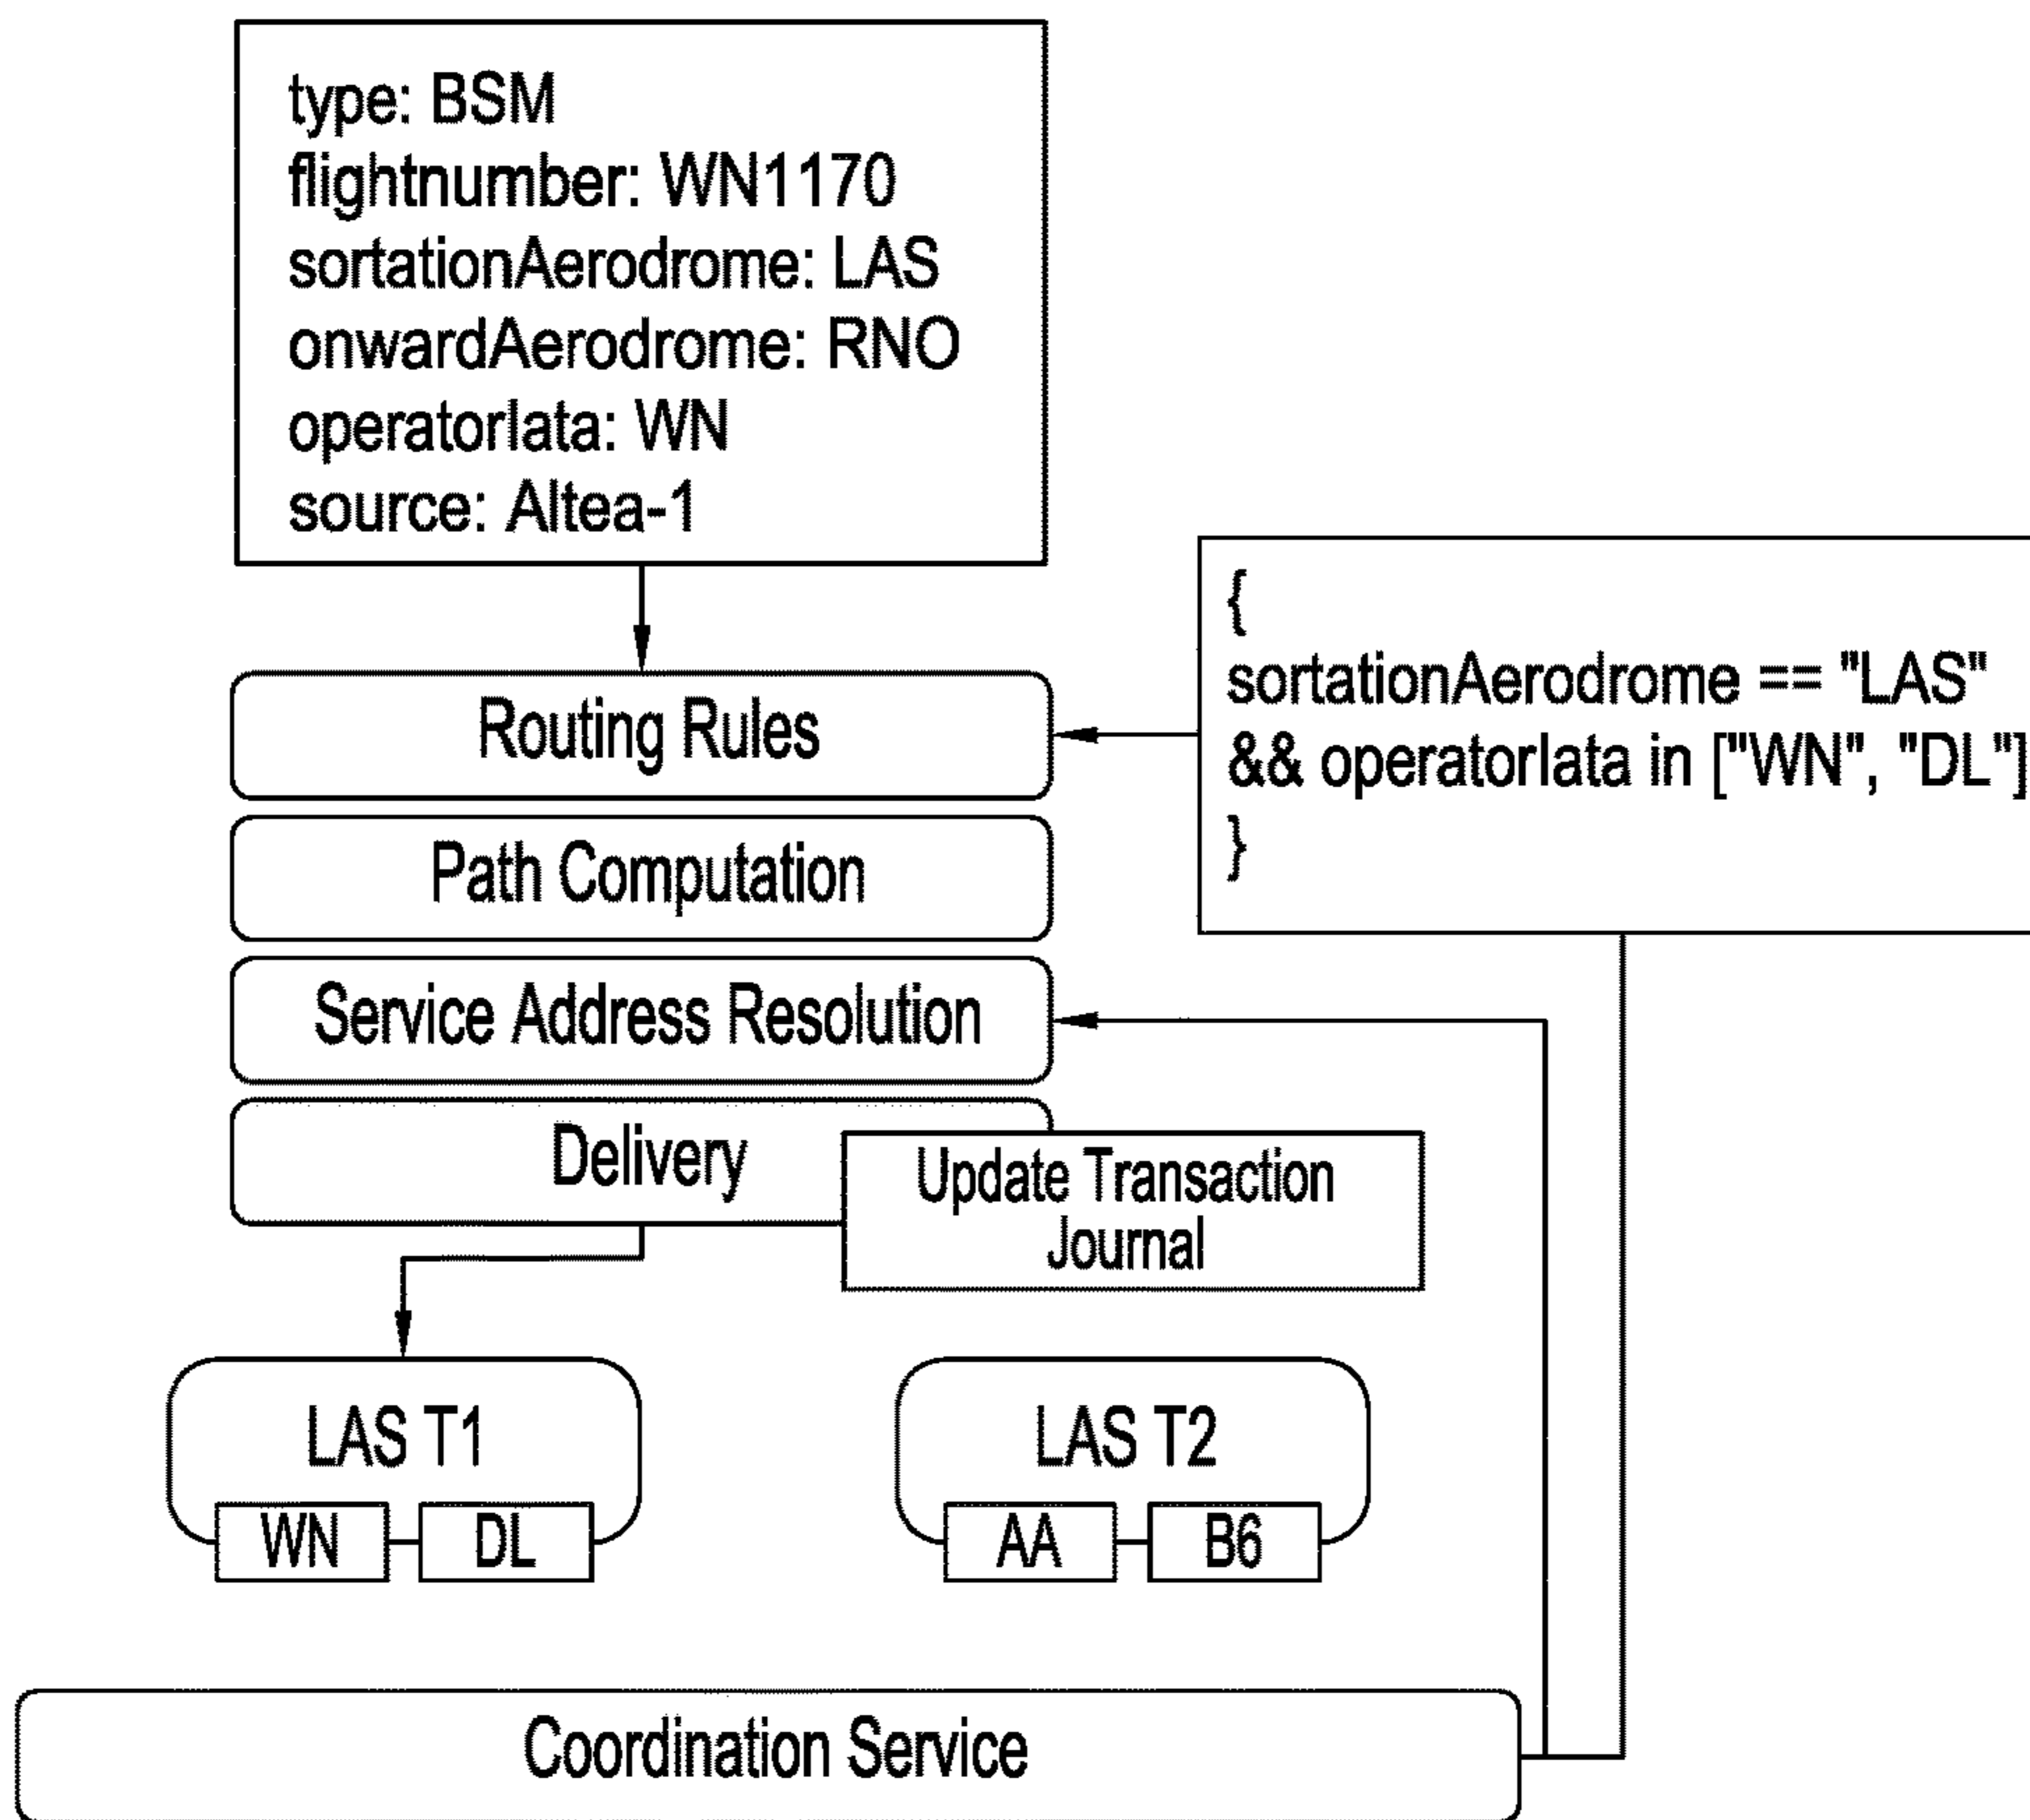 type: BSM
flightnumber: WN1170
sortationAerodrome: LAS
onwardAerodrome: RNO
operatorIata: WN
source: Altea-1
{
sortationAerodrome == "LAS"
&& operatorIata in ["WN", "DL"]
}
Routing Rules
Path Computation
Service Address Resolution
Delivery
Update Transaction
Journal
LAS T1
WN
DL
LAS T2
AA
B6
Coordination Service